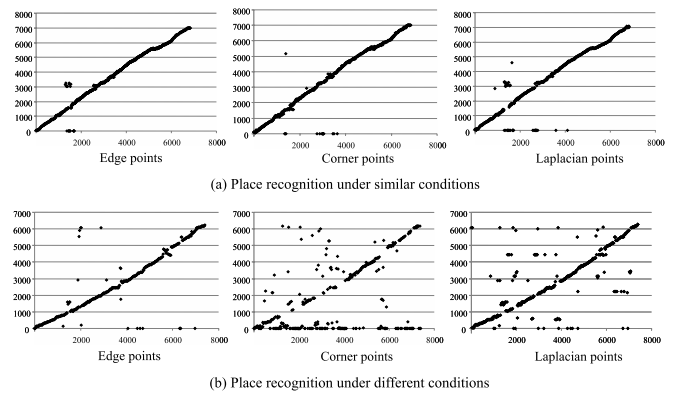 8000 8000 8000
7000 7000 7000
6000 6000 6000
5000 5000 5000
4000 4000 4000
3000 3000 3000
2000 2000 2000
1000 1000 1000
0 0 0
2000 4000 6000 8000 2000 4000 6000 8000 2000 4000 6000 8000
Edge points Corner points Laplacian points
(a) Place recognition under similar conditions
7000 7000 7000
6000 6000 6000
5000 5000 5000
4000 4000 4000
3000 3000 3000
2000 2000 2000
1000 1000 1000
0 0 0
2000 4000 6000 8000 2000 4000 6000 8000 2000 4000 6000 8000
Edge points Corner points Laplacian points
(b) Place recognition under different conditions